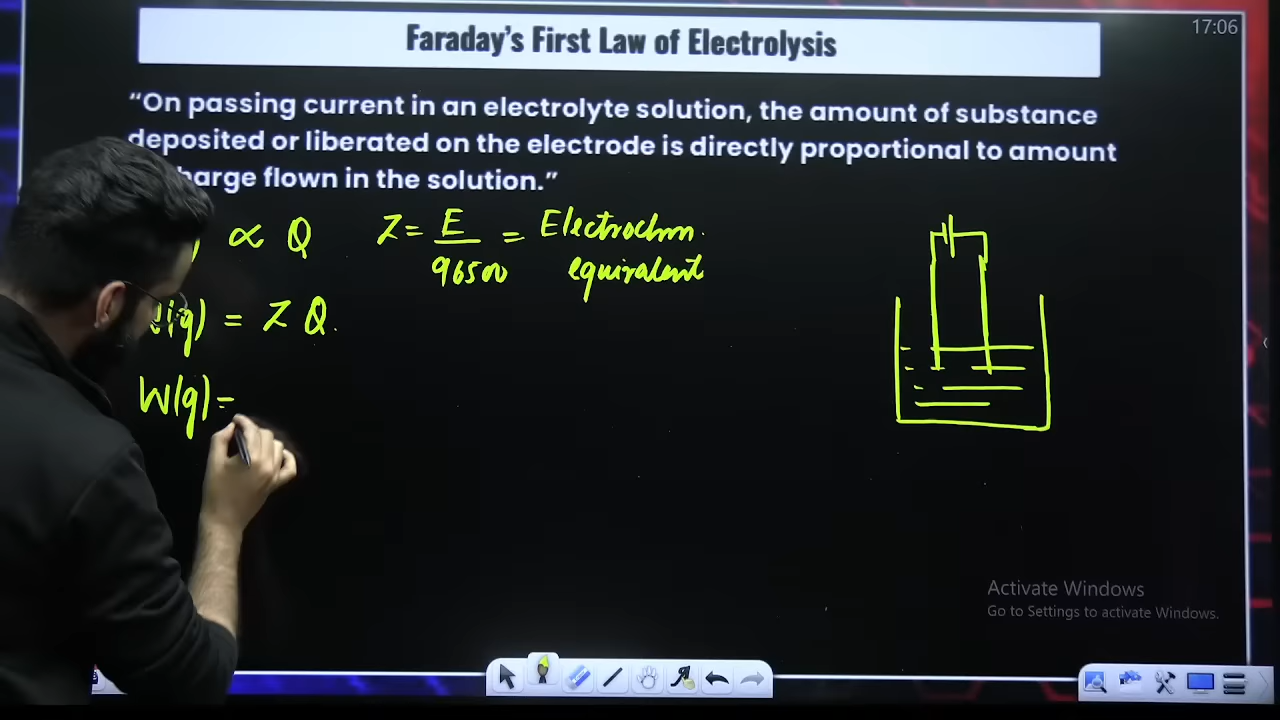 17:06
Faraday's First Law of Electrolysis
“On passing current in an electrolyte solution, the amount of substance
deposited or liberated on the electrode is directly proportional to amount
harge flown in the solution.”
∝ Q
Z = E / 96500 = Electrochm.
equivalent
(g) = Z Q.
W(g) =
Activate Windows
Go to Settings to activate Windows.